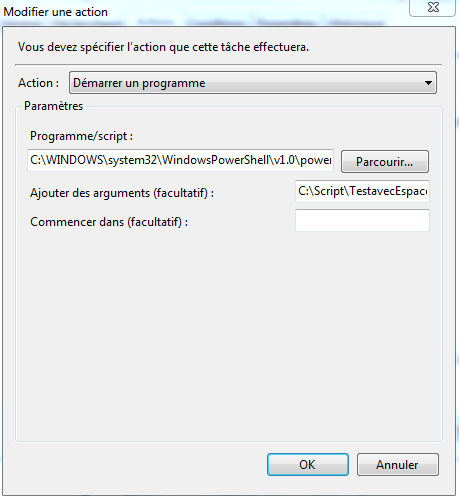 Modifier une action
Vous devez spécifier l'action que cette tâche effectuera.
Action : Démarrer un programme
Paramètres
Programme/script :
C:\WINDOWS\system32\WindowsPowerShell\v1.0\power Parcourir...
Ajouter des arguments (facultatif) : C:\Script\TestavecEspac
Commencer dans (facultatif) :
OK Annuler